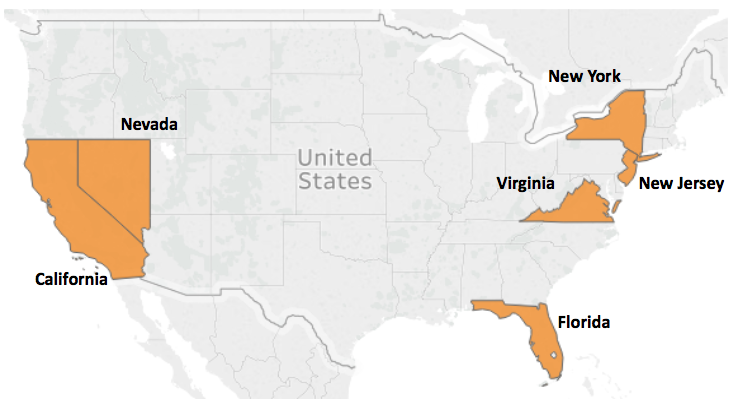 New York
Nevada
United
States
Virginia
New Jersey
California
Florida